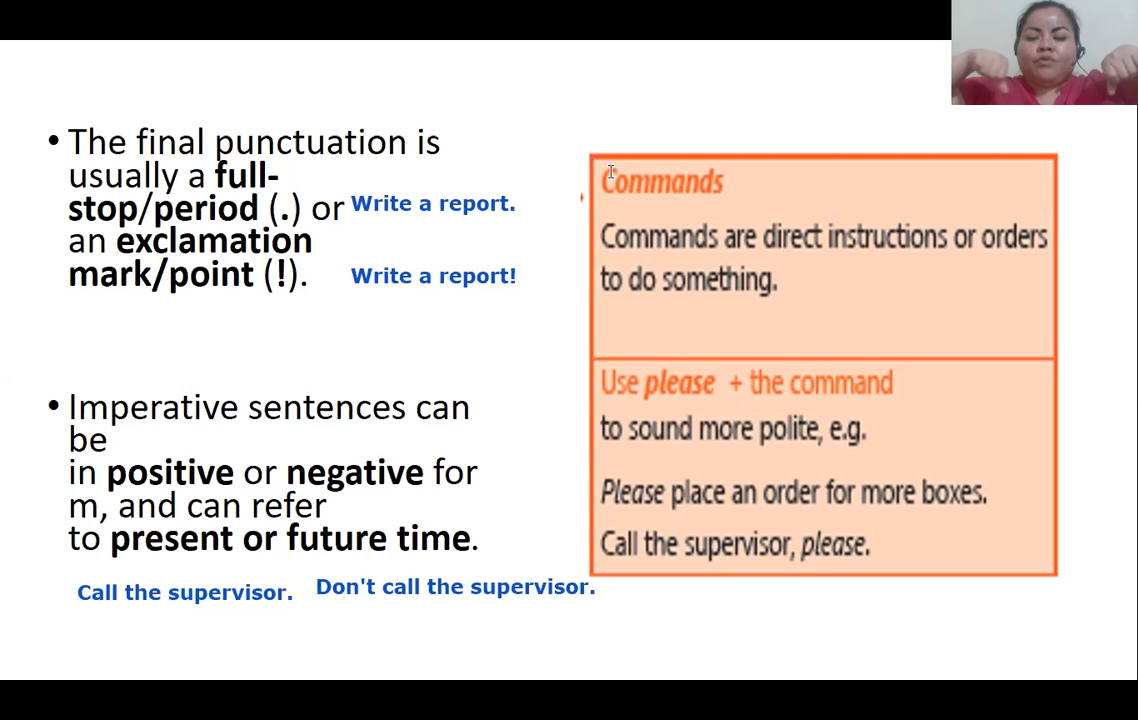 • The final punctuation is
usually a full-
stop/period (.) or
an exclamation
mark/point (!).
Write a report.
Write a report!
• Imperative sentences can
be
in positive or negative for
m, and can refer
to present or future time.
Call the supervisor.
Don't call the supervisor.
Commands
Commands are direct instructions or orders
to do something.
Use please + the command
to sound more polite, e.g.
Please place an order for more boxes.
Call the supervisor, please.